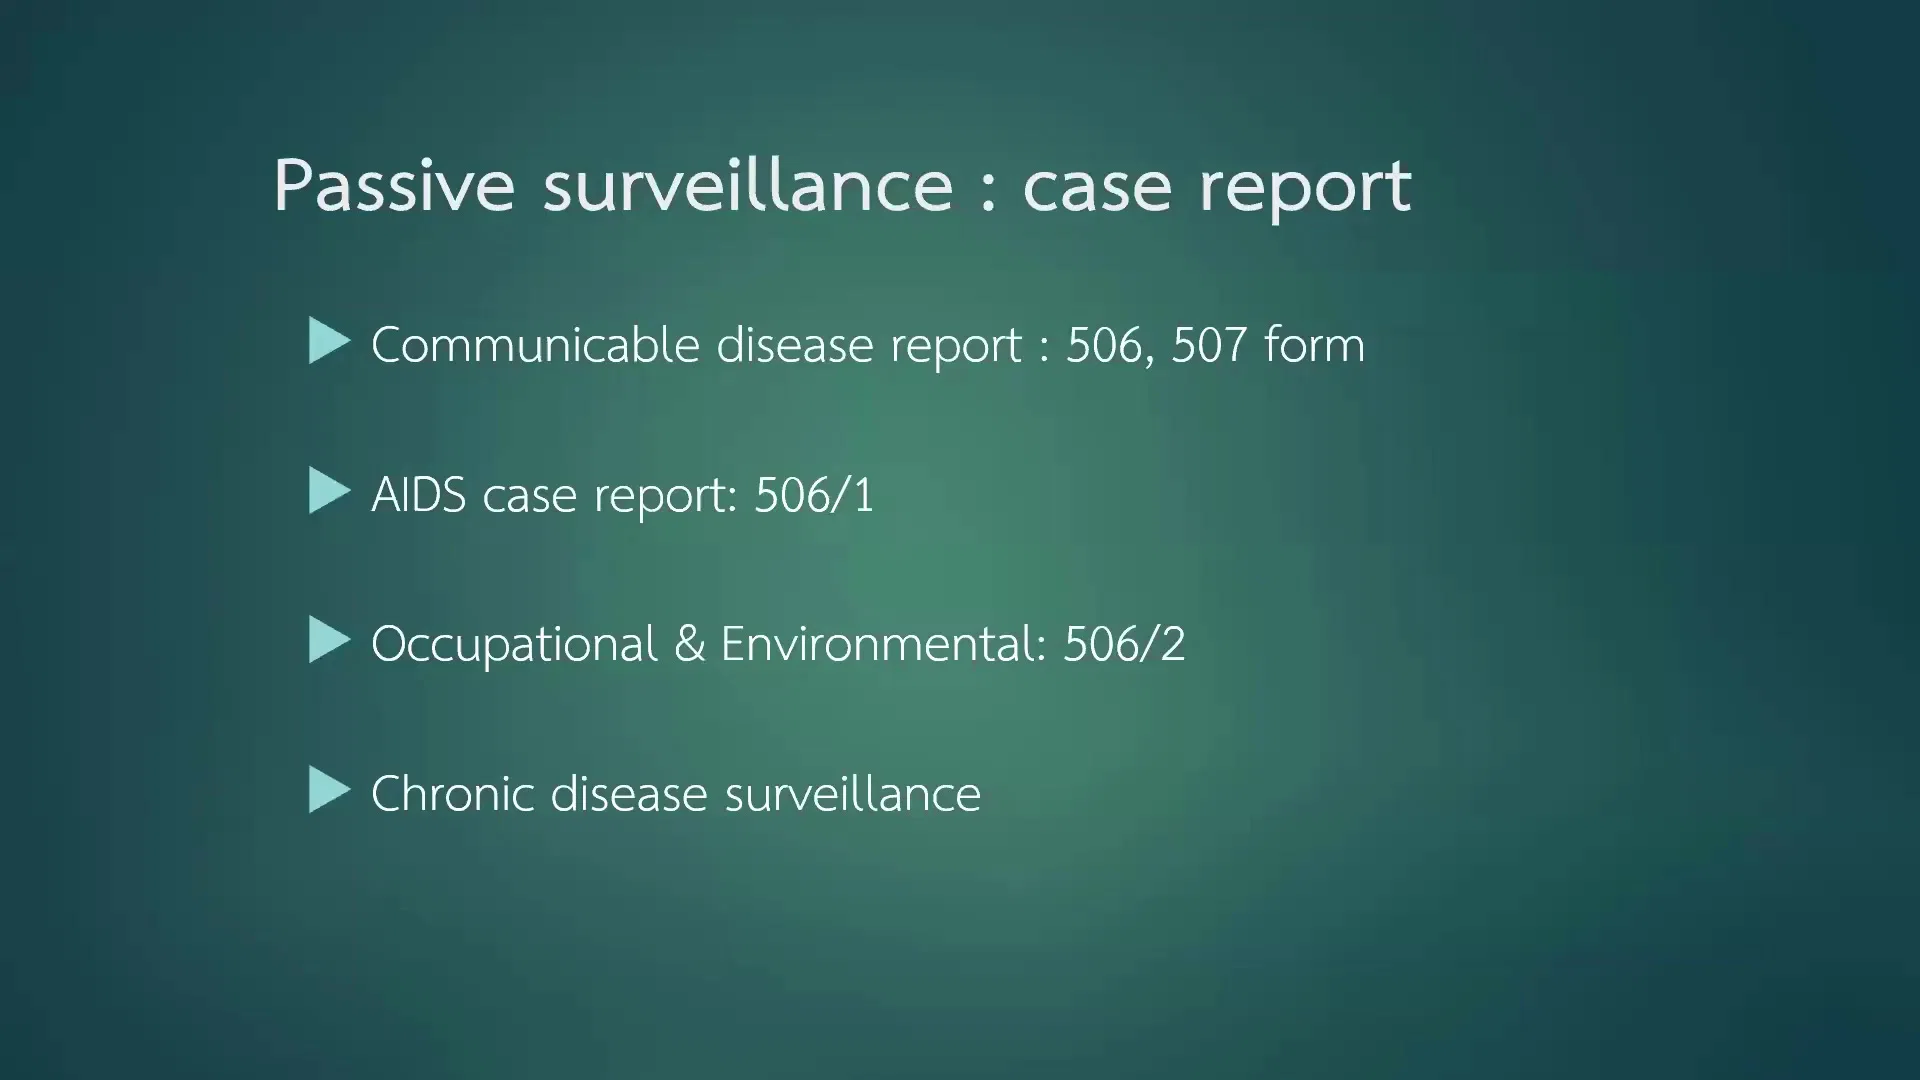 Passive surveillance : case report
Communicable disease report : 506, 507 form
AIDS case report: 506/1
Occupational & Environmental: 506/2
Chronic disease surveillance